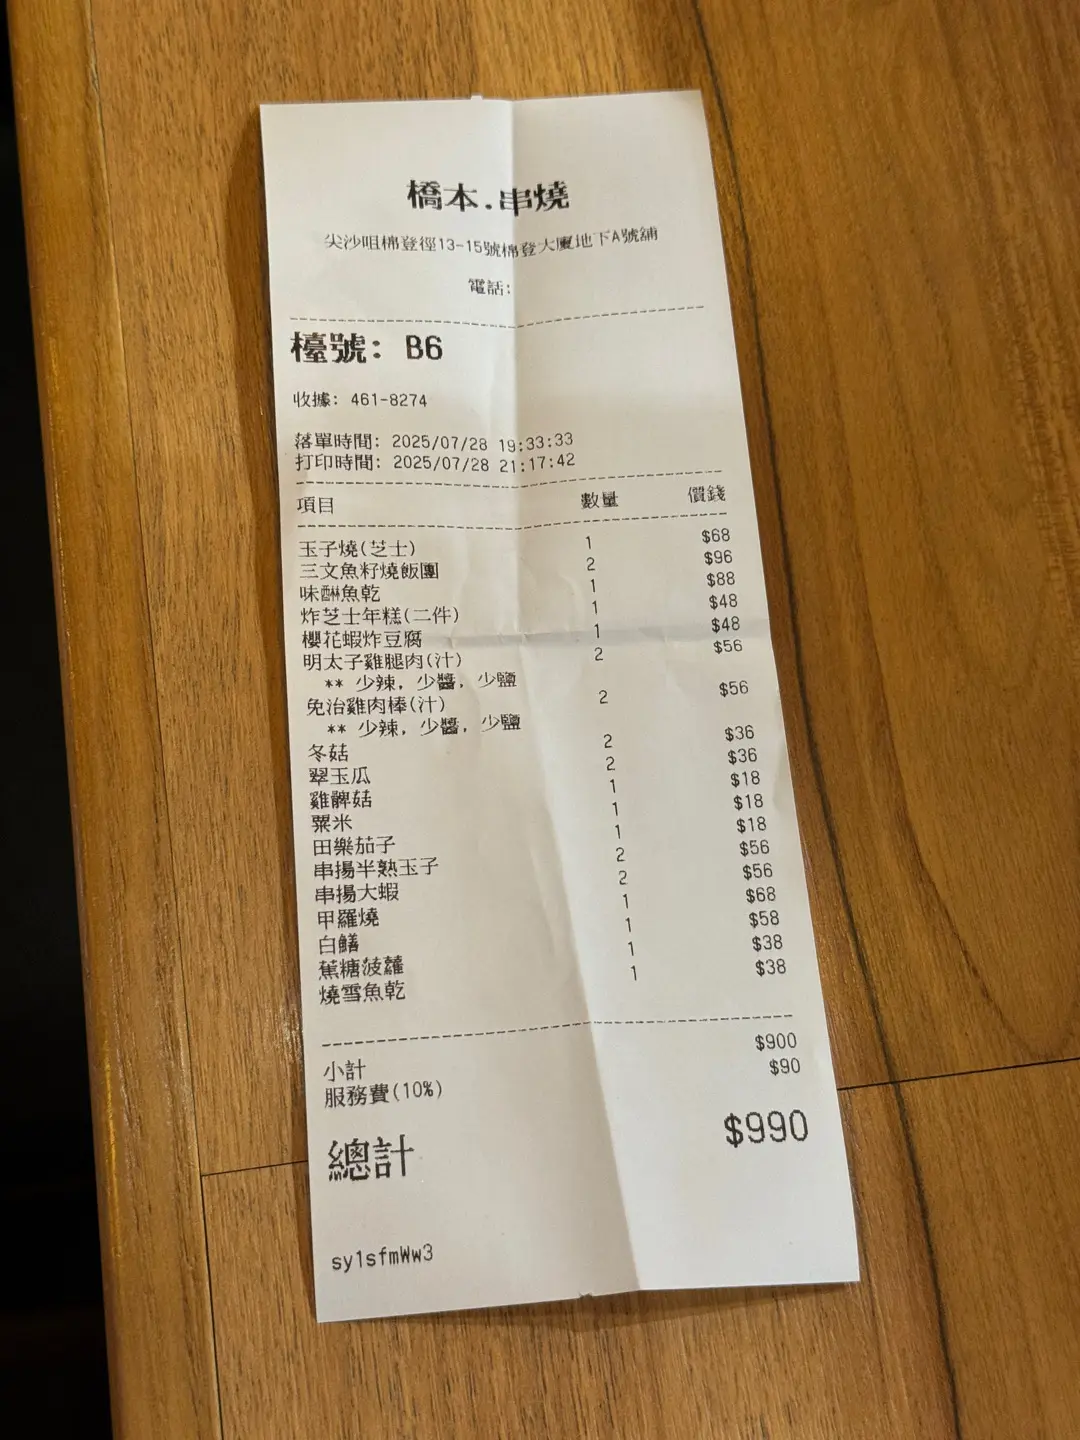 橋本.串燒
尖沙咀棉登徑13-15號棉登大廈地下A號舖
電話:
檯號: B6
收據: 461-8274
落單時間: 2025/07/28 19:33:33
打印時間: 2025/07/28 21:17:42
項目 數量 價錢
玉子燒(芝士) 1 $68
三文魚籽燒飯團 2 $96
味醂魚乾 1 $88
炸芝士年糕(二件) 1 $48
櫻花蝦炸豆腐 1 $48
明太子雞腿肉(汁) 2 $56
** 少辣, 少醬, 少鹽
免治雞肉棒(汁) 2 $56
** 少辣, 少醬, 少鹽
冬菇 2 $36
翠玉瓜 2 $36
雞髀菇 1 $18
粟米 1 $18
田樂茄子 1 $18
串揚半熟玉子 2 $56
串揚大蝦 2 $56
甲羅燒 1 $68
白鱔 1 $58
蕉糖菠蘿 1 $38
燒雪魚乾 1 $38
小計 $900
服務費(10%) $90
總計 $990
sy1sfmWw3